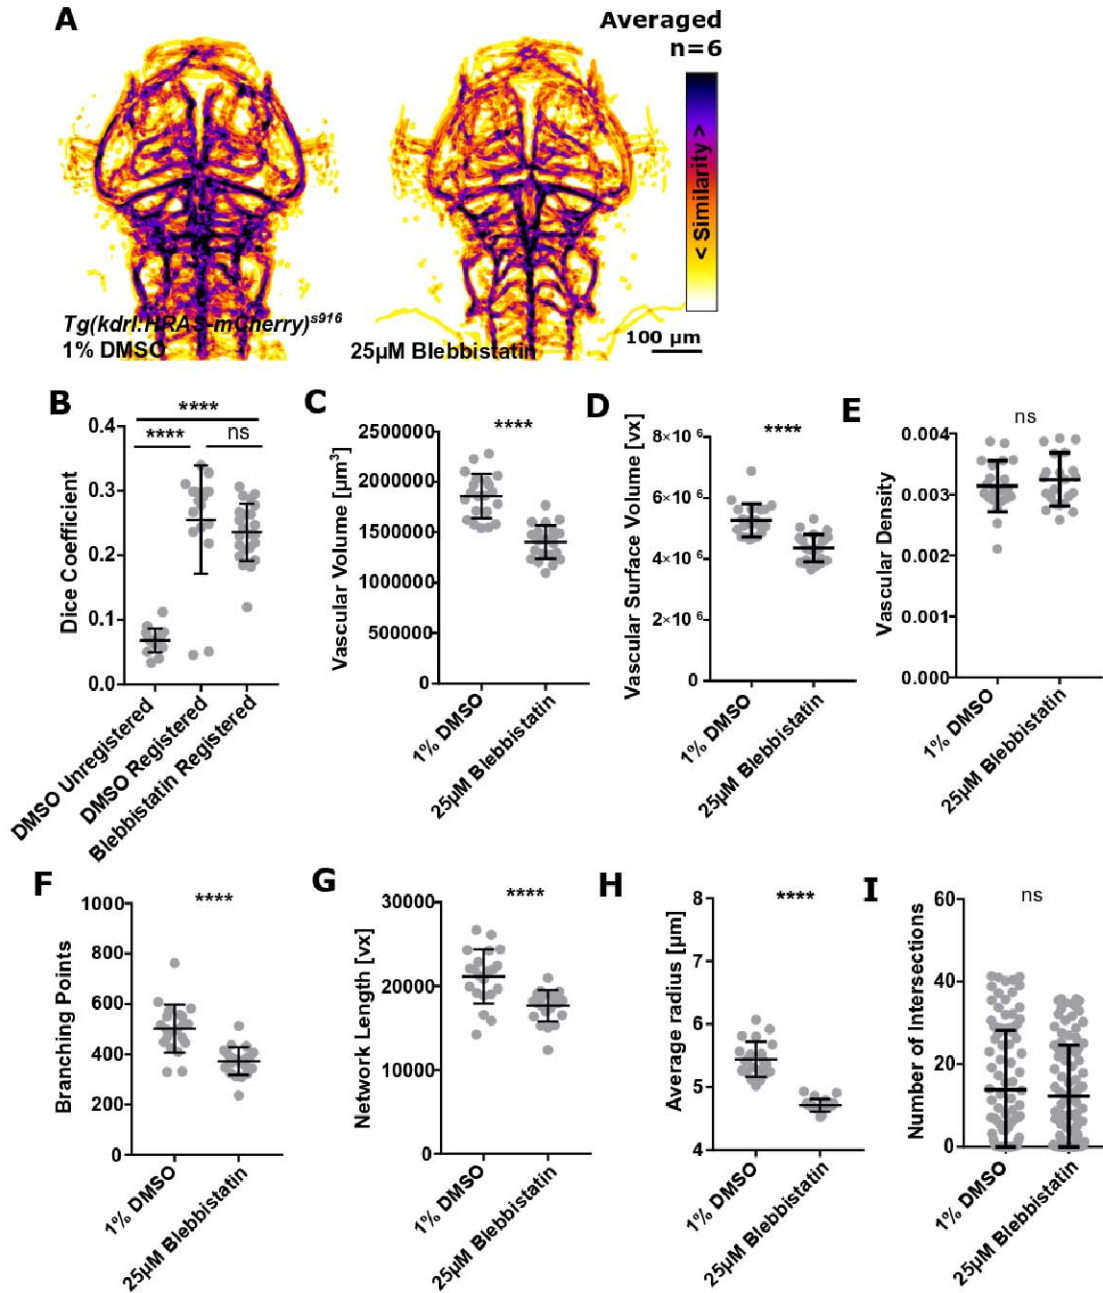 A
Averaged
n=6
< Similarity >
Tg(kdrl:HRAS-mCherry)s916
1% DMSO
25µM Blebbistatin
100 µm
B
****
****
ns
Dice Coefficient
0.4
0.3
0.2
0.1
0.0
DMSO Unregistered
DMSO Registered
Blebbistatin Registered
C
****
Vascular Volume [µm³]
2500000
2000000
1500000
1000000
500000
0
1% DMSO
25µM Blebbistatin
D
****
Vascular Surface Volume [vx]
8×10 6
6×10 6
4×10 6
2×10 6
0
1% DMSO
25µM Blebbistatin
E
ns
Vascular Density
0.004
0.003
0.002
0.001
0.000
1% DMSO
25µM Blebbistatin
F
****
Branching Points
1000
800
600
400
200
0
1% DMSO
25µM Blebbistatin
G
****
Network Length [vx]
30000
20000
10000
0
1% DMSO
25µM Blebbistatin
H
****
Average radius [µm]
8
7
6
5
4
1% DMSO
25µM Blebbistatin
I
ns
Number of Intersections
60
40
20
0
1% DMSO
25µM Blebbistatin